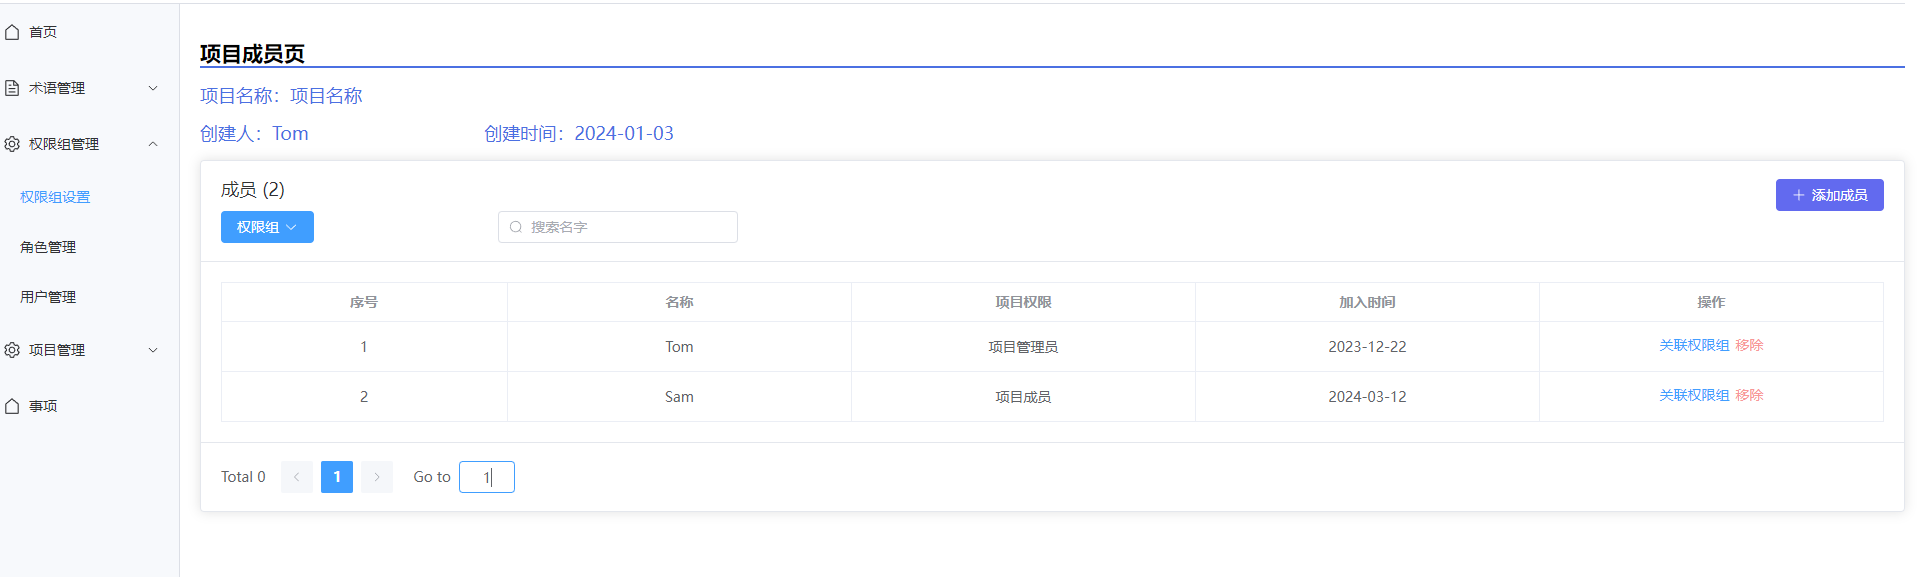 首页
术语管理
权限组管理
权限组设置
角色管理
用户管理
项目管理
事项
项目成员页
项目名称：项目名称
创建人：Tom 创建时间：2024-01-03
成员 (2)
添加成员
权限组 搜索名字
序号 名称 项目权限 加入时间 操作
1 Tom 项目管理员 2023-12-22 关联权限组 移除
2 Sam 项目成员 2024-03-12 关联权限组 移除
Total 0 1 Go to 1